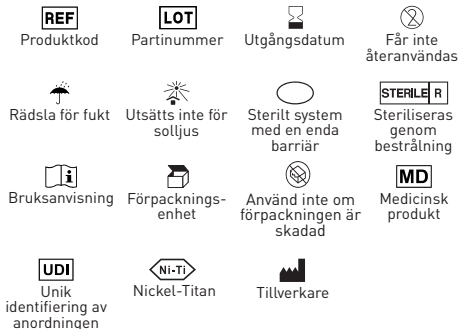 REF
LOT
Produktkod
Partinummer
Utgångsdatum
Får inte
återanvändas
2
STERILE R
Rädsla för fukt
Utsätts inte för
solljus
Sterilt system
med en enda
barriär
Steriliseras
genom
bestrålning
i
MD
Bruksanvisning
Förpacknings-
enhet
Använd inte om
förpackningen är
skadad
Medicinsk
produkt
UDI
Ni-Ti
Unik
identifiering av
anordningen
Nickel-Titan
Tillverkare